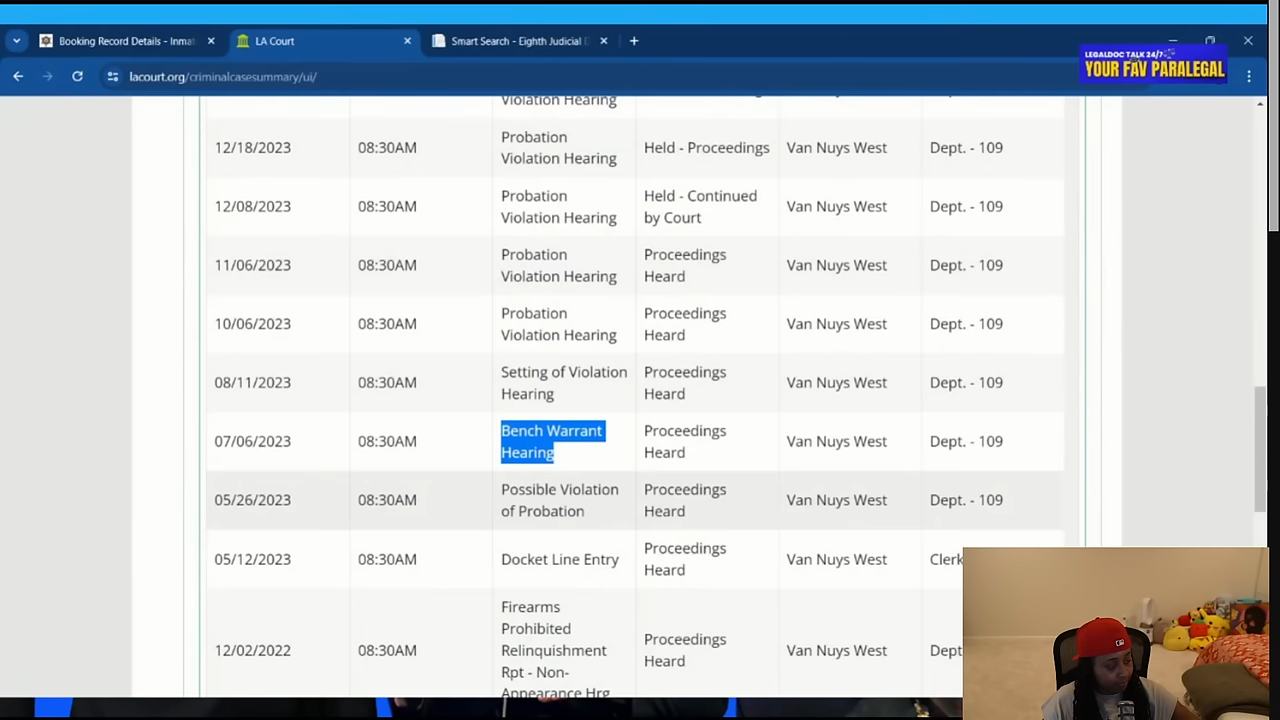 Booking Record Details - Inmat
LA Court
Smart Search - Eighth Judicial
lacourt.org/criminalcasesummary/ui/
LEGALDOC TALK 24/7
YOUR FAV PARALEGAL
Violation Hearing
12/18/2023 08:30AM Probation Violation Hearing Held - Proceedings Van Nuys West Dept. - 109
12/08/2023 08:30AM Probation Violation Hearing Held - Continued by Court Van Nuys West Dept. - 109
11/06/2023 08:30AM Probation Violation Hearing Proceedings Heard Van Nuys West Dept. - 109
10/06/2023 08:30AM Probation Violation Hearing Proceedings Heard Van Nuys West Dept. - 109
08/11/2023 08:30AM Setting of Violation Hearing Proceedings Heard Van Nuys West Dept. - 109
07/06/2023 08:30AM Bench Warrant Hearing Proceedings Heard Van Nuys West Dept. - 109
05/26/2023 08:30AM Possible Violation of Probation Proceedings Heard Van Nuys West Dept. - 109
05/12/2023 08:30AM Docket Line Entry Proceedings Heard Van Nuys West Clerk
12/02/2022 08:30AM Firearms Prohibited Relinquishment Rpt - Non-Appearance Hrg Proceedings Heard Van Nuys West Dept